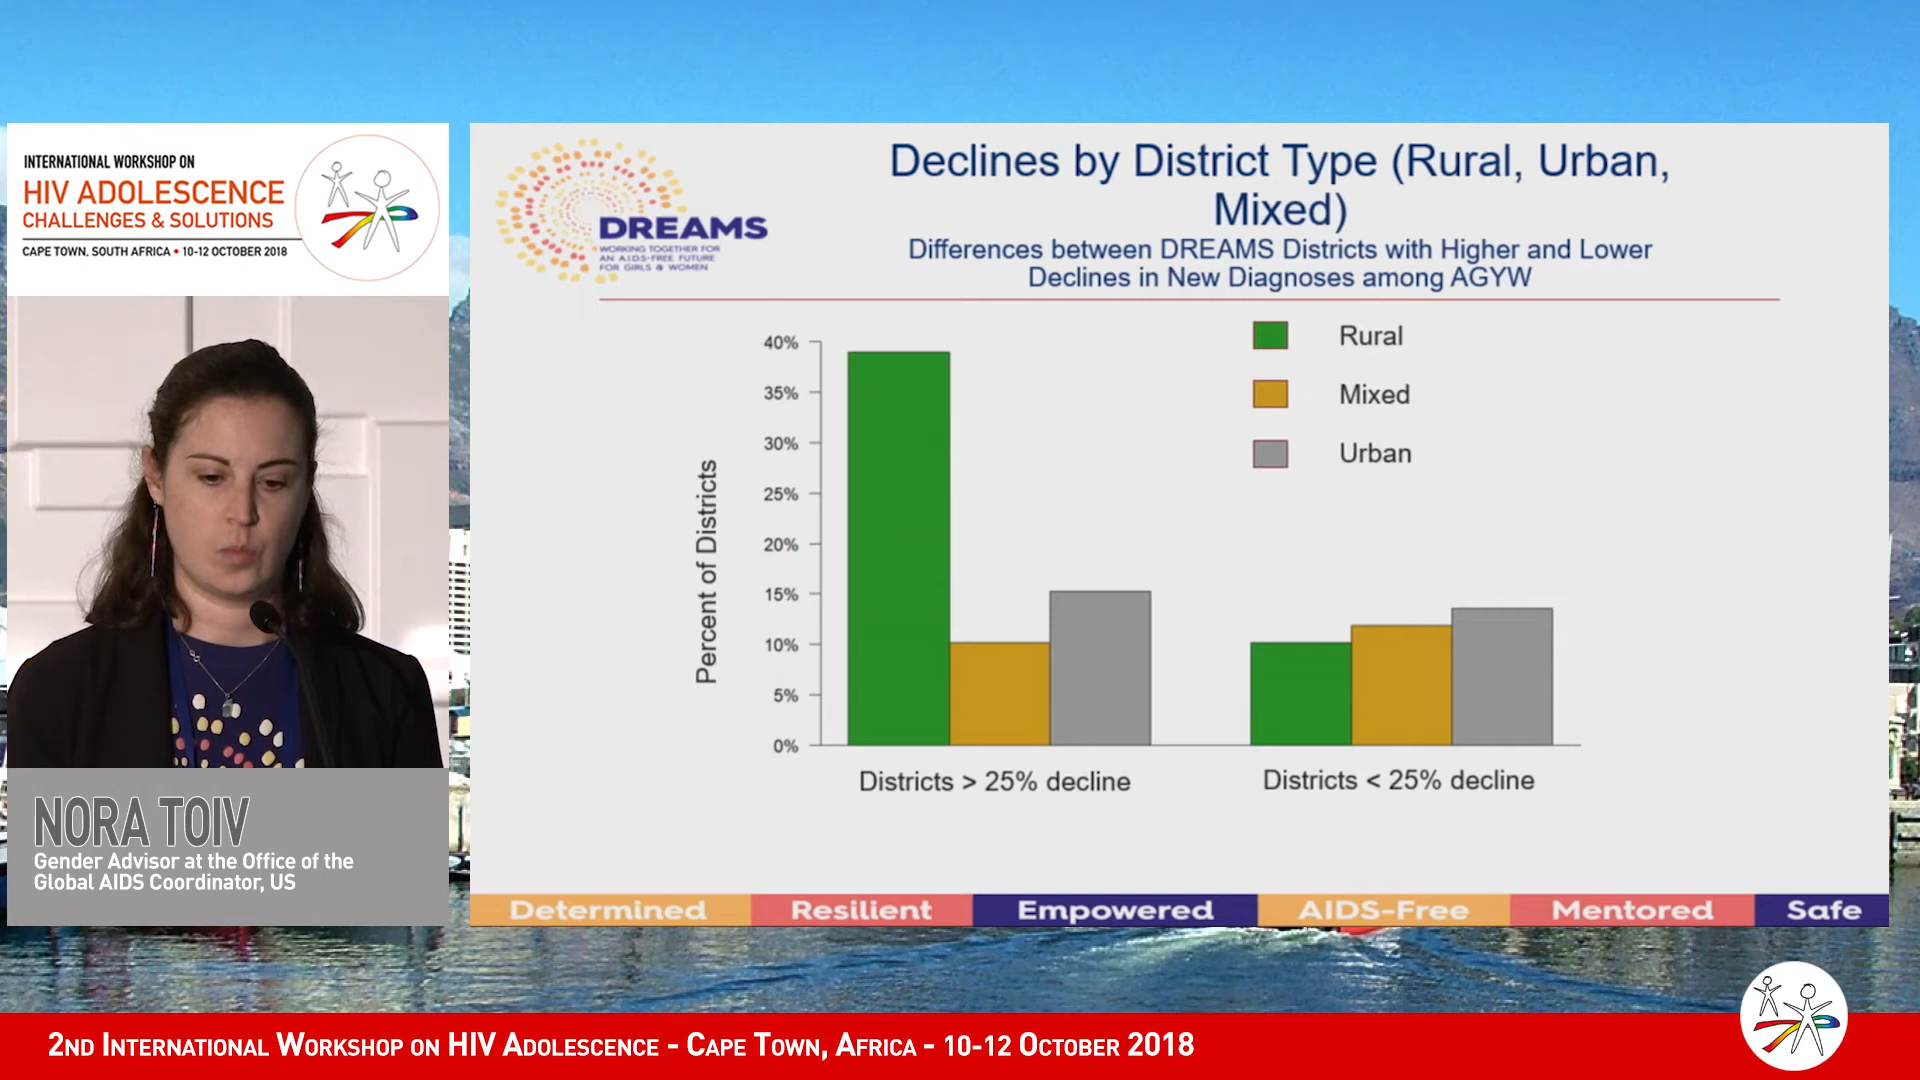 INTERNATIONAL WORKSHOP ON
HIV ADOLESCENCE
CHALLENGES & SOLUTIONS
CAPE TOWN, SOUTH AFRICA • 10-12 OCTOBER 2018
NORA TOIV
Gender Advisor at the Office of the
Global AIDS Coordinator, US
DREAMS
WORKING TOGETHER FOR
AN AIDS-FREE FUTURE
FOR GIRLS & WOMEN
Declines by District Type (Rural, Urban,
Mixed)
Differences between DREAMS Districts with Higher and Lower
Declines in New Diagnoses among AGYW
Rural
Mixed
Urban
Percent of Districts
40%
35%
30%
25%
20%
15%
10%
5%
0%
Districts > 25% decline
Districts < 25% decline
Determined
Resilient
Empowered
AIDS-Free
Mentored
Safe
2ND INTERNATIONAL WORKSHOP ON HIV ADOLESCENCE - CAPE TOWN, AFRICA - 10-12 OCTOBER 2018